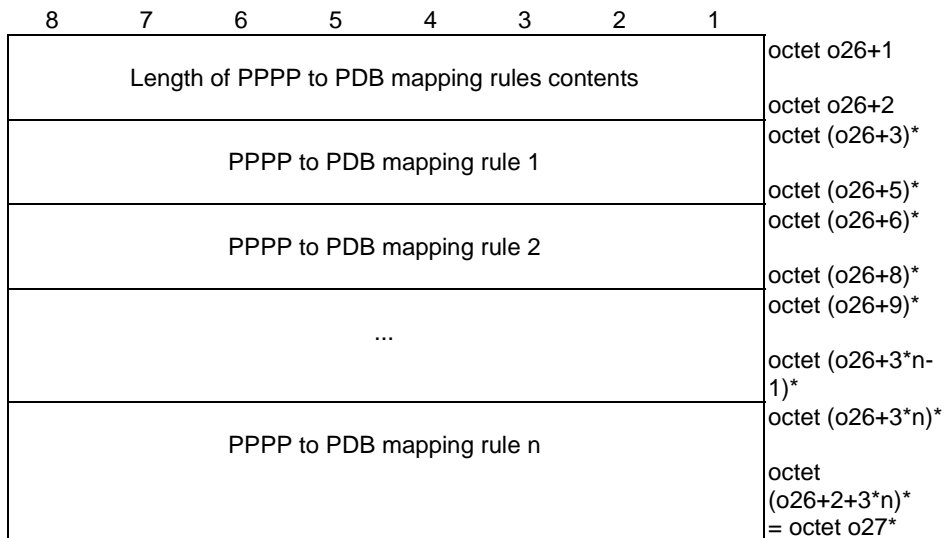 8 7 6 5 4 3 2 1
Length of PPPP to PDB mapping rules contents
octet o26+1
octet o26+2
PPPP to PDB mapping rule 1
octet (o26+3)*
octet (o26+5)*
PPPP to PDB mapping rule 2
octet (o26+6)*
octet (o26+8)*
...
octet (o26+9)*
octet (o26+3*n-
1)*
PPPP to PDB mapping rule n
octet (o26+3*n)*
octet
(o26+2+3*n)*
= octet o27*